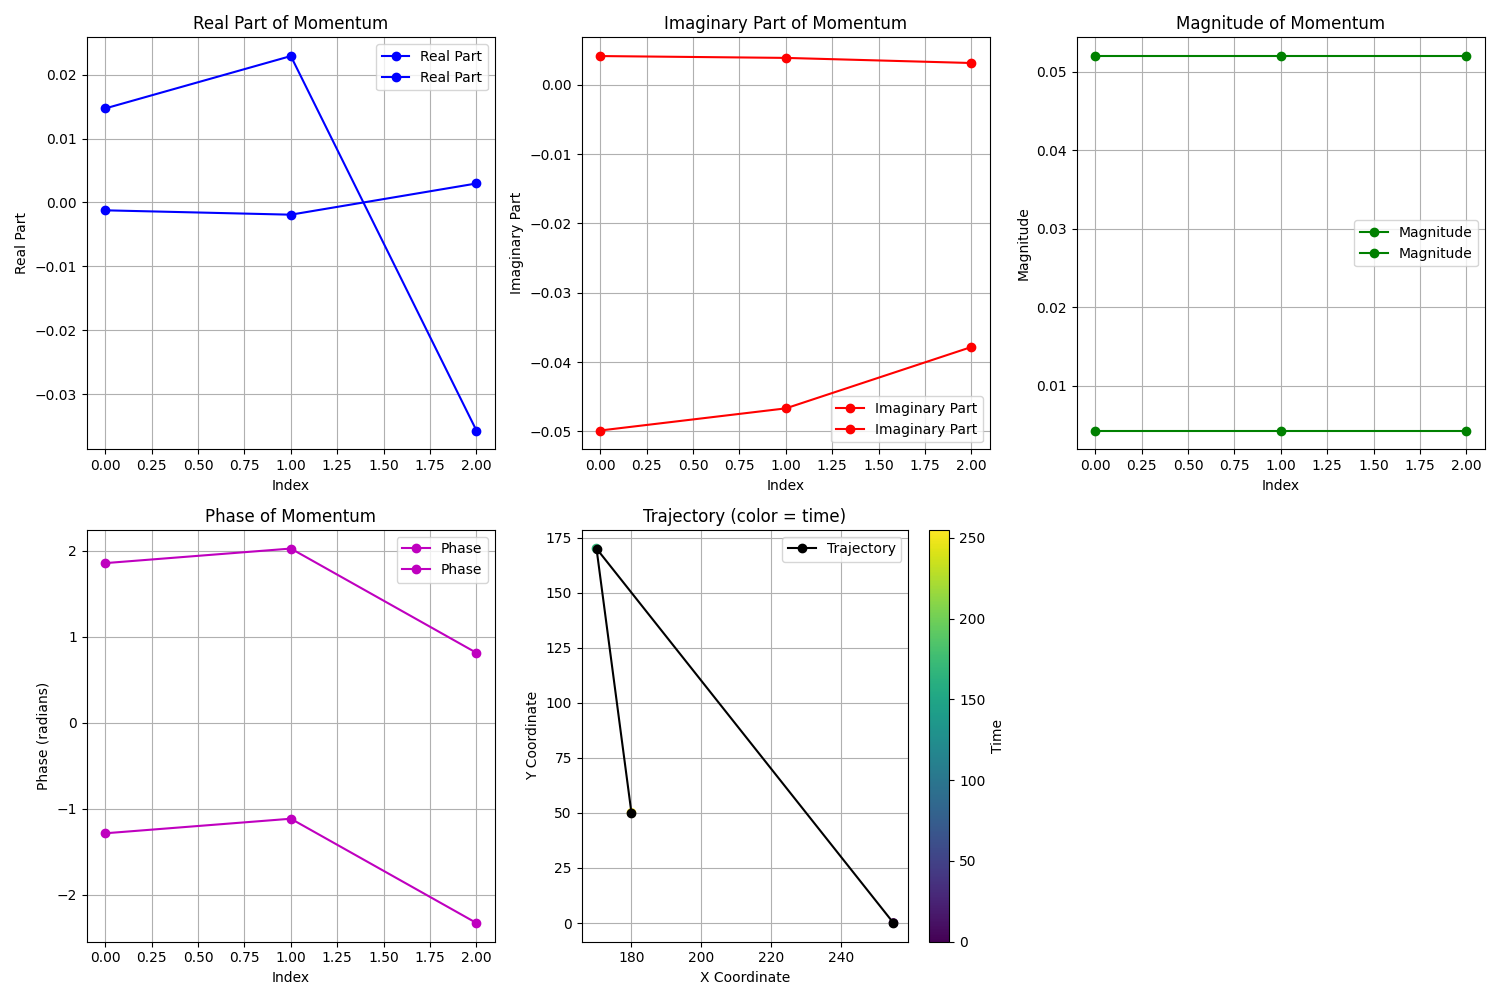 Real Part of Momentum
Real Part
Real Part
0.02
0.01
0.00
−0.01
−0.02
−0.03
Real Part
0.00 0.25 0.50 0.75 1.00 1.25 1.50 1.75 2.00
Index
Imaginary Part of Momentum
0.00
−0.01
−0.02
−0.03
−0.04
−0.05
Imaginary Part
Imaginary Part
Imaginary Part
0.00 0.25 0.50 0.75 1.00 1.25 1.50 1.75 2.00
Index
Magnitude of Momentum
0.05
0.04
0.03
0.02
0.01
Magnitude
Magnitude
Magnitude
0.00 0.25 0.50 0.75 1.00 1.25 1.50 1.75 2.00
Index
Phase of Momentum
Phase
Phase
2
1
0
−1
−2
Phase (radians)
0.00 0.25 0.50 0.75 1.00 1.25 1.50 1.75 2.00
Index
Trajectory (color = time)
Trajectory
175
150
125
100
75
50
25
0
Y Coordinate
180 200 220 240
X Coordinate
250
200
150
100
50
0
Time